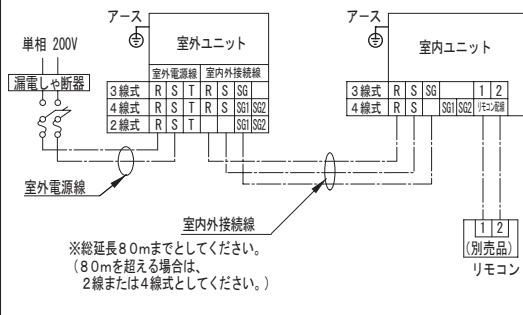 アース
室外ユニット
アース
室内ユニット
単相 200V
漏電しゃ断器
室外電源線 室内外接続線
3線式 R S T R S SG
4線式 R S T R S SG1 SG2
2線式 R S T SG1 SG2
3線式 R S SG 1 2
4線式 R S SG1 SG2 リモコン配線
室外電源線
室内外接続線
※総延長80mまでとしてください。
(80mを超える場合は、
2線または4線式としてください。)
1 2
(別売品)
リモコン